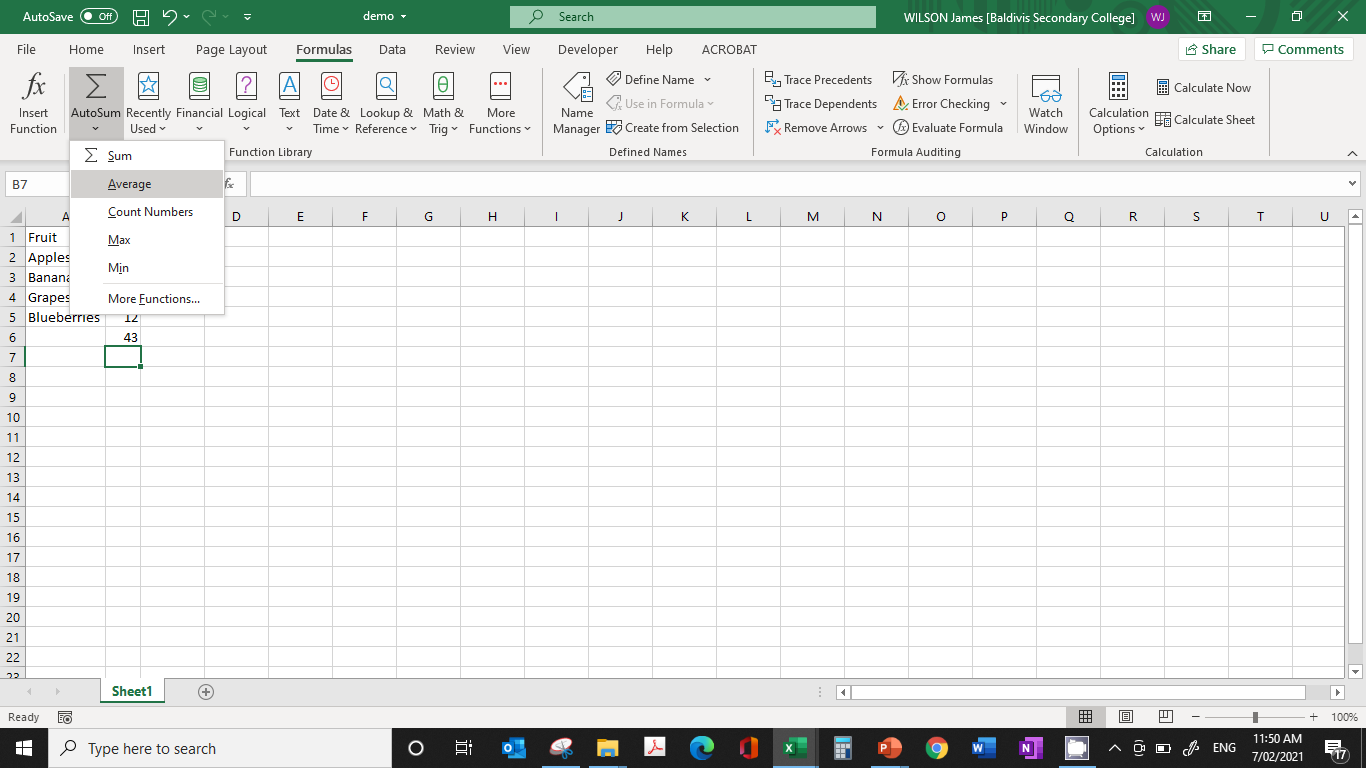 AutoSave Off demo Search WILSON James [Baldivis Secondary College] WJ
File Home Insert Page Layout Formulas Data Review View Developer Help ACROBAT Share Comments
fx Insert Function
AutoSum
Recently Used
Financial
Logical
Text
Date & Time
Lookup & Reference
Math & Trig
More Functions
Function Library
Name Manager
Define Name
Use in Formula
Create from Selection
Defined Names
Trace Precedents
Trace Dependents
Remove Arrows
Show Formulas
Error Checking
Evaluate Formula
Formula Auditing
Watch Window
Calculation Options
Calculate Now
Calculate Sheet
Calculation
Sum
Average
Count Numbers
Max
Min
More Functions...
B7 fx
A D E F G H I J K L M N O P Q R S T U
1 Fruit
2 Apples
3
4 Grapes
5 Blueberries 12
6 43
7
8
9
10
11
12
13
14
15
16
17
18
19
20
21
22
23
Sheet1
Ready 100%
Type here to search ENG 11:50 AM
7/02/2021 17